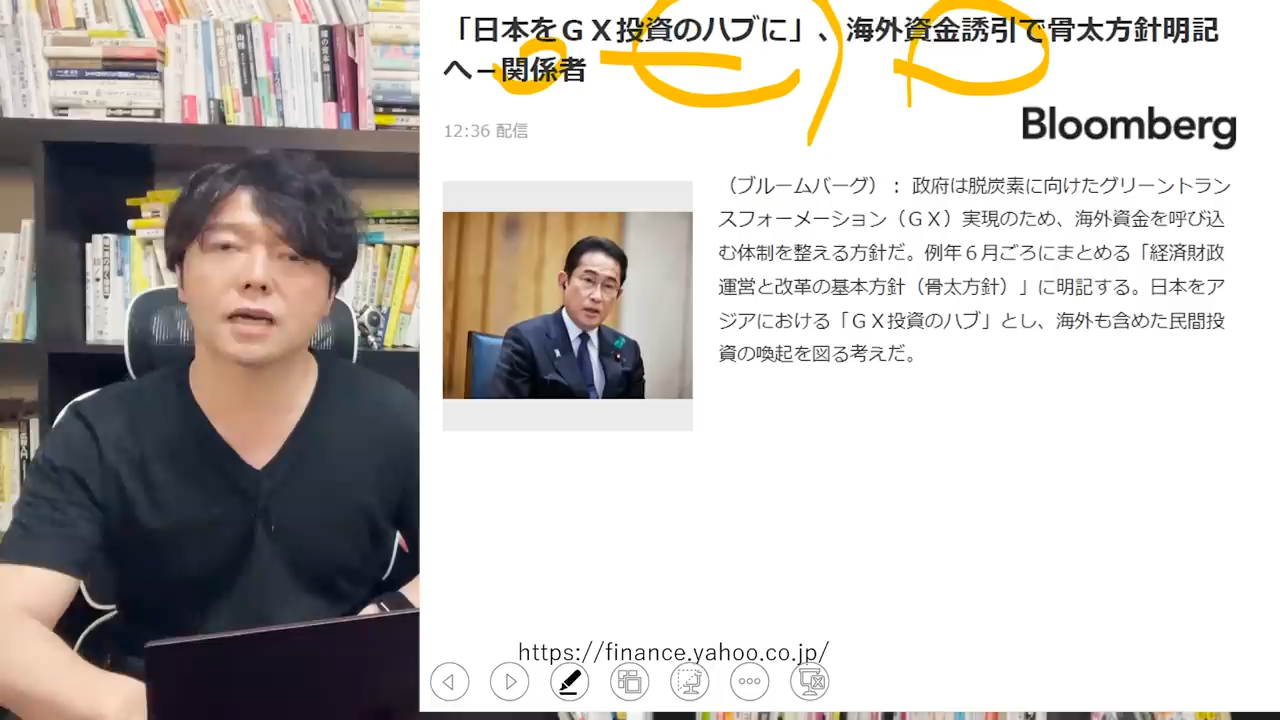 「日本をＧＸ投資のハブに」、海外資金誘引で骨太方針明記
へ－関係者
12:36 配信
Bloomberg
（ブルームバーグ）： 政府は脱炭素に向けたグリーントラン
スフォーメーション（ＧＸ）実現のため、海外資金を呼び込
む体制を整える方針だ。例年６月ごろにまとめる「経済財政
運営と改革の基本方針（骨太方針）」に明記する。日本をア
ジアにおける「ＧＸ投資のハブ」とし、海外も含めた民間投
資の喚起を図る考えだ。
https://finance.yahoo.co.jp/